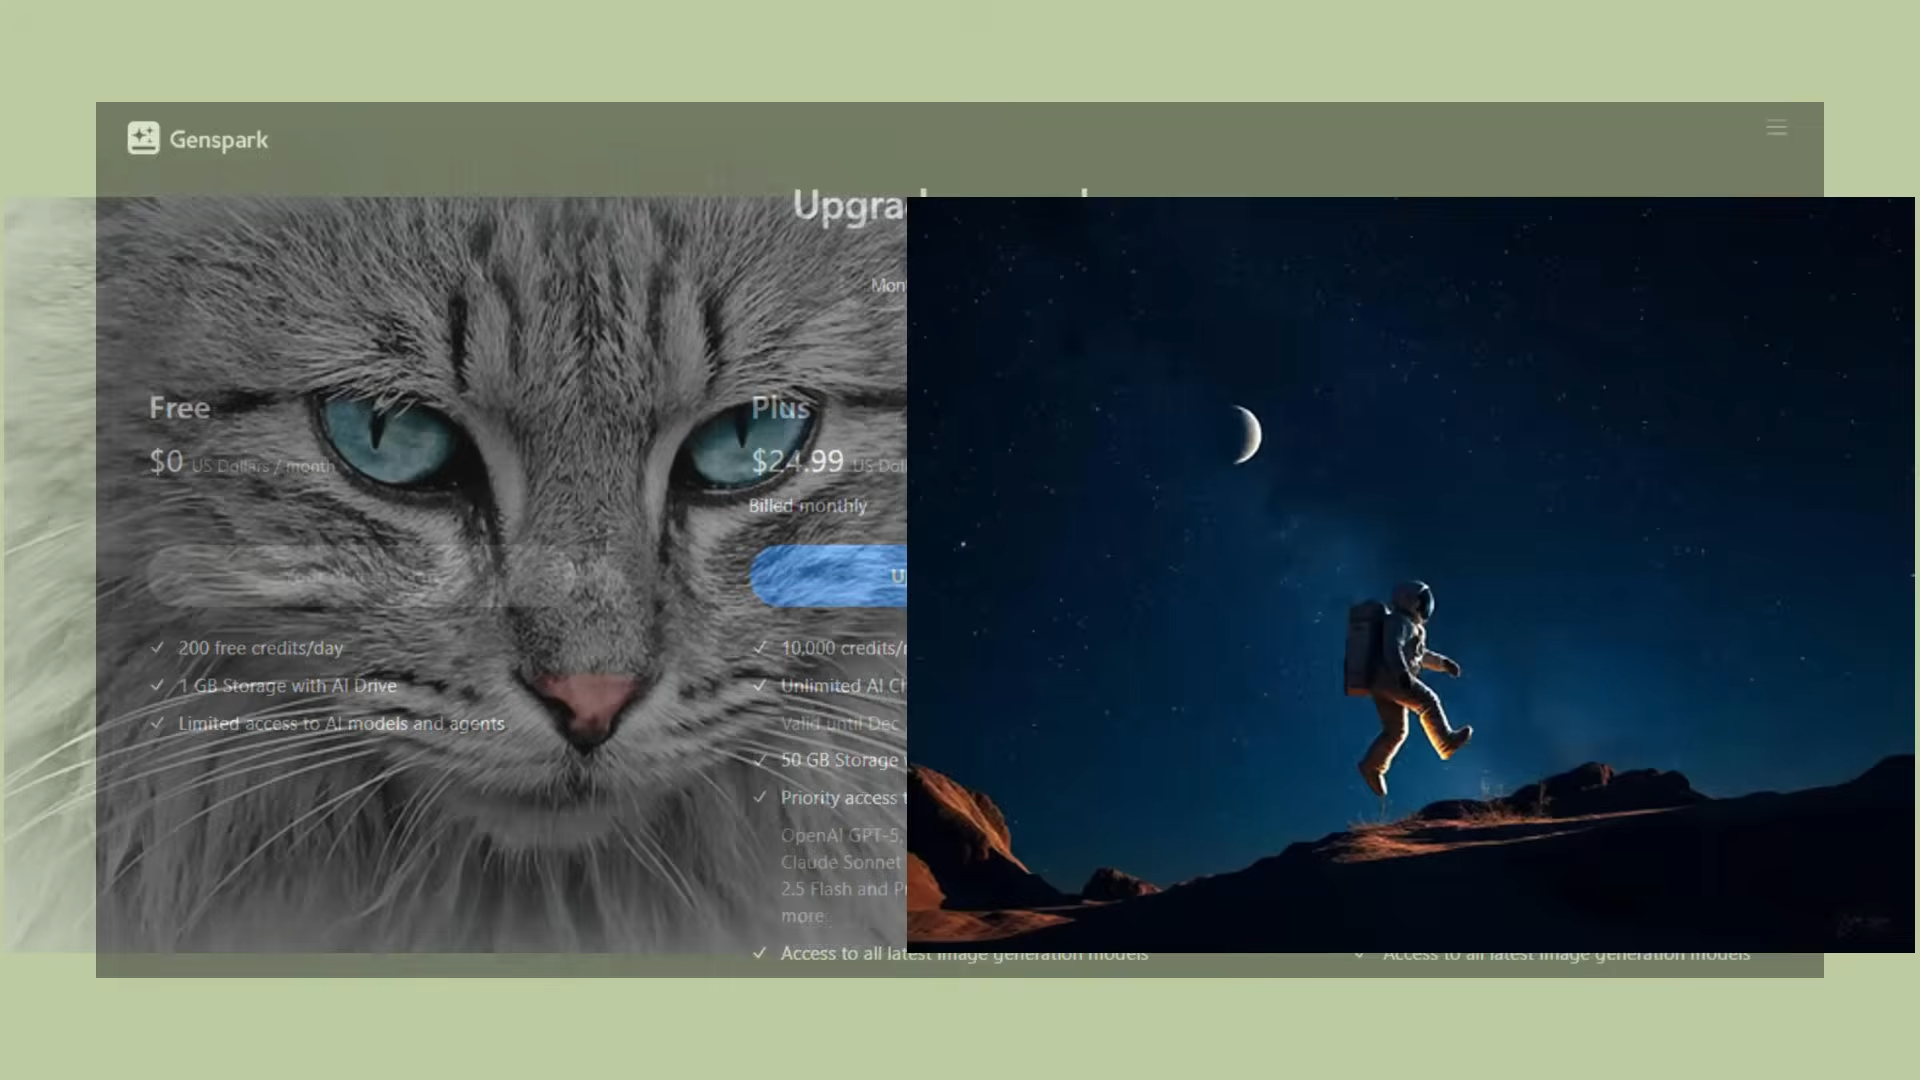 Genspark
Free
$0 US Dollars / month
200 free credits/day
1 GB Storage with AI Drive
Limited access to AI models and agents
Plus
$24.99 US
Billed monthly
10,000 credits/
Unlimited AI
Valid until Dec
50 GB Storage
Priority access
OpenAI GPT-5,
Claude Sonnet
2.5 Flash and
more.
Access to all latest image generation models
Access to all latest image generation models